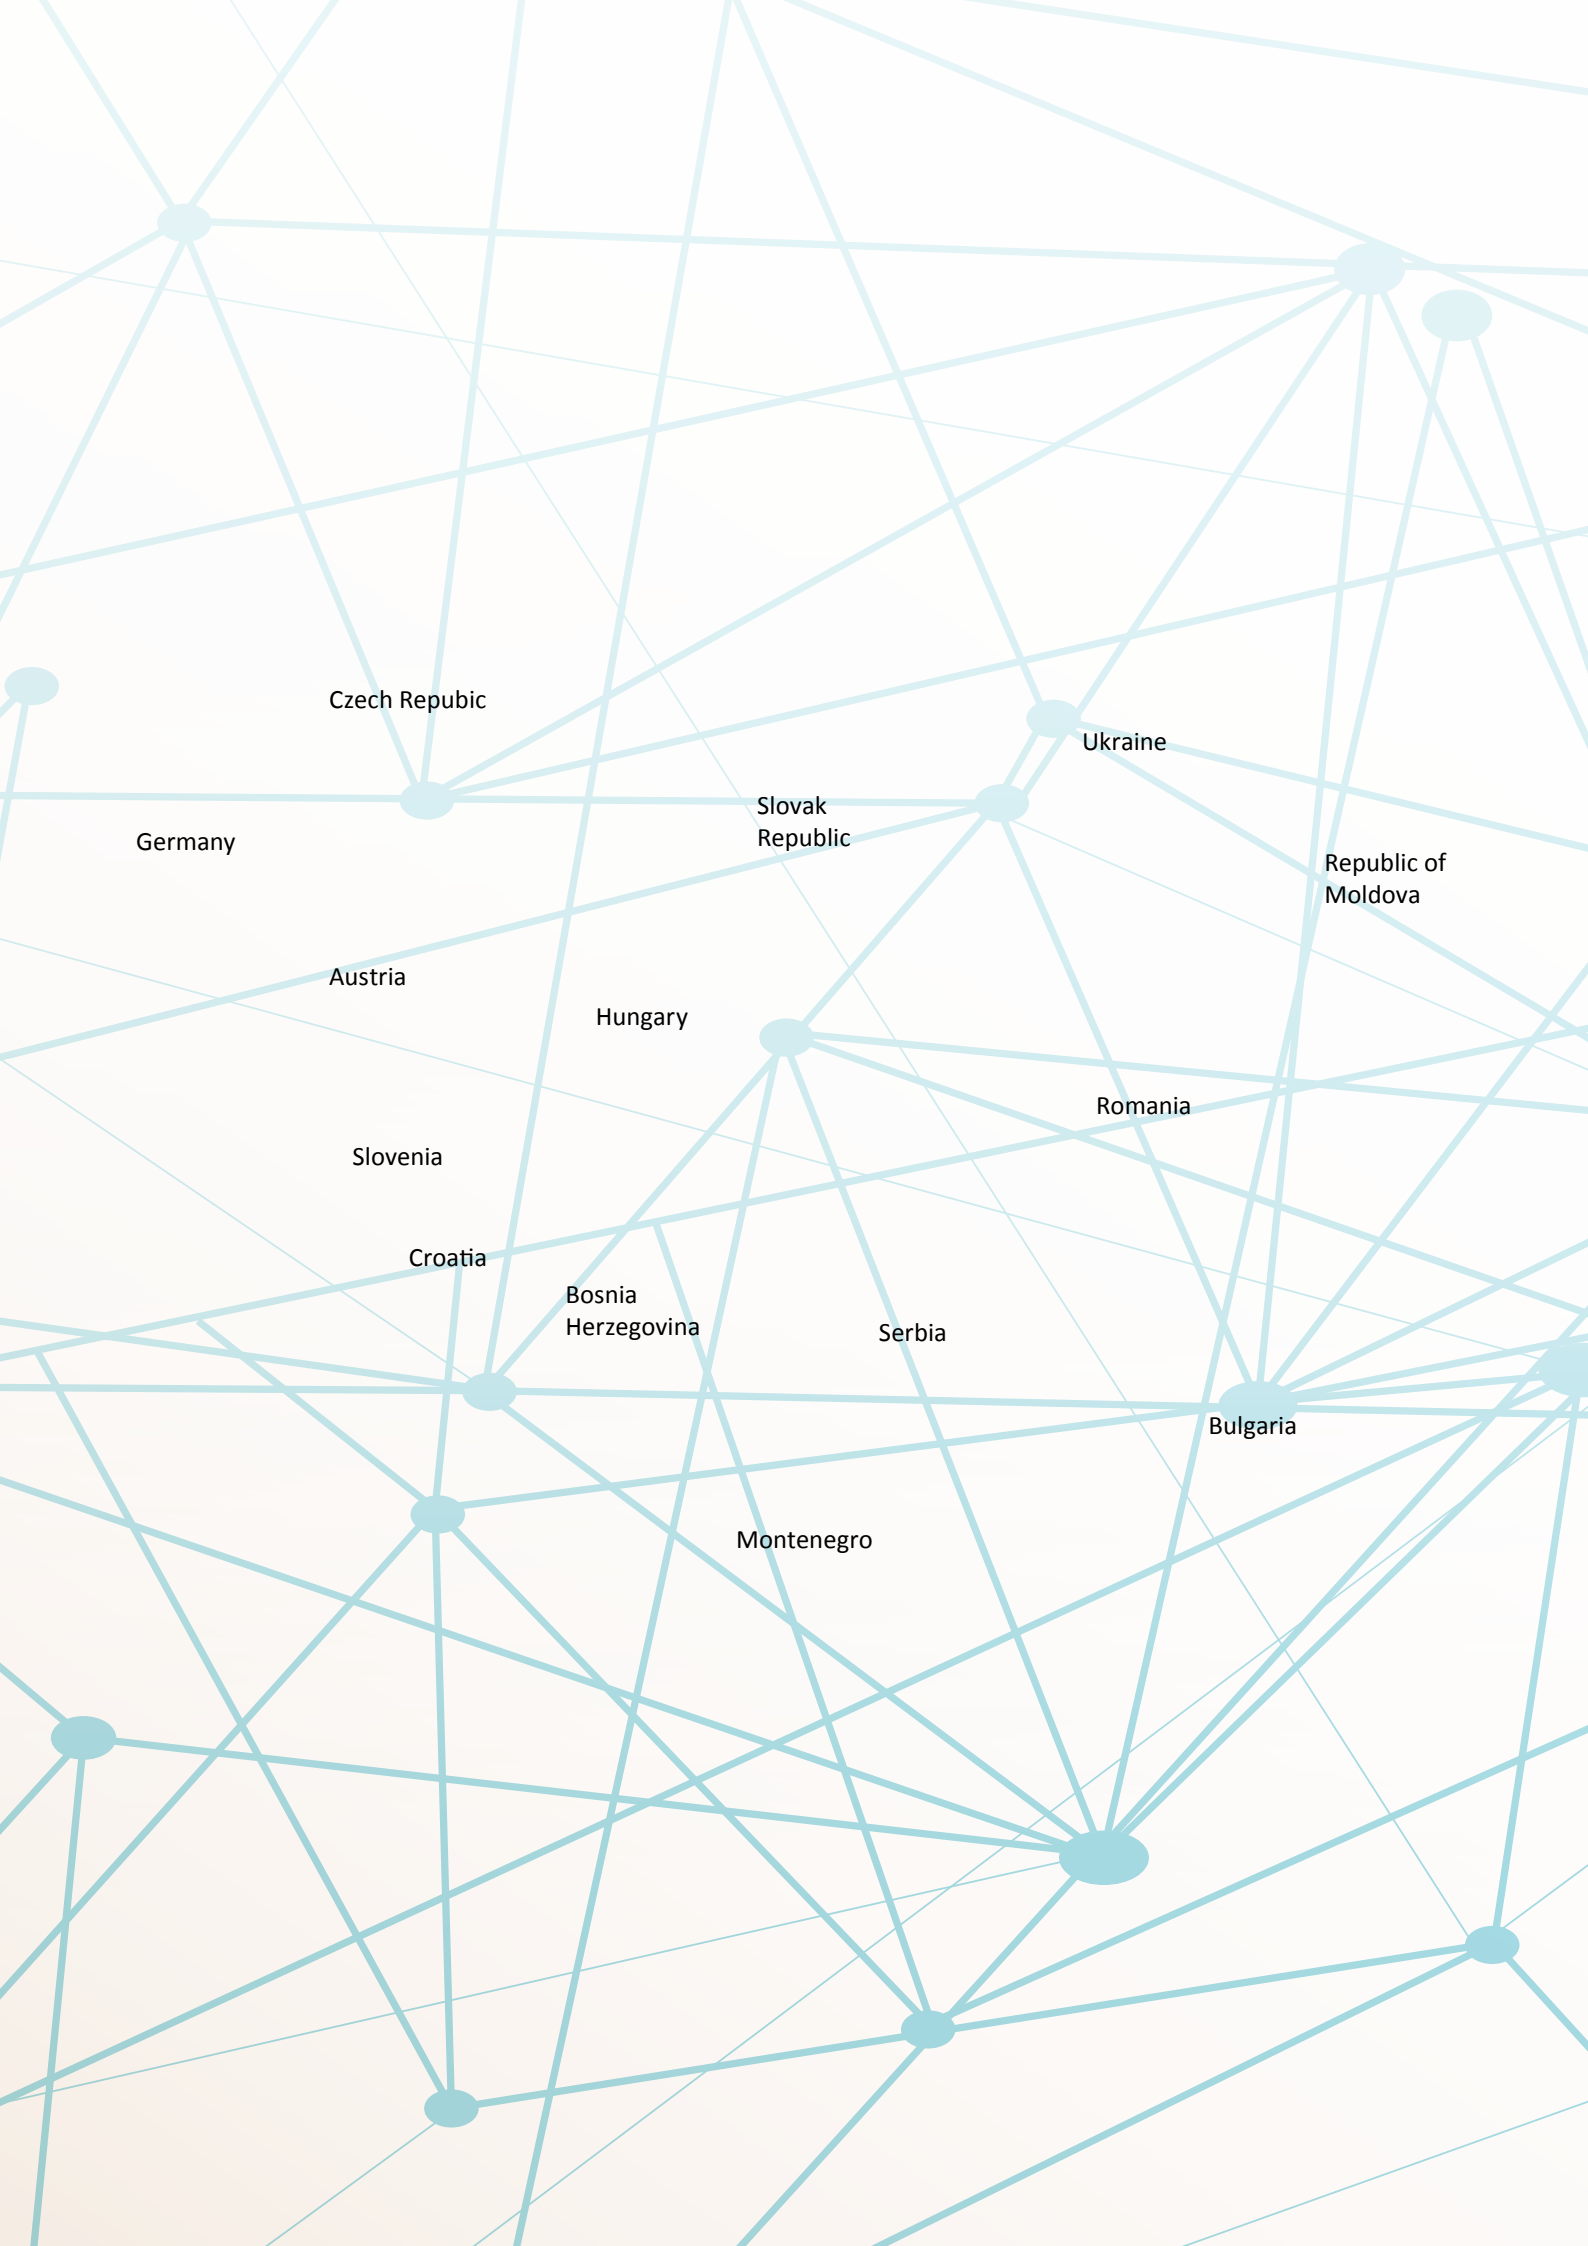 Czech Repubic
Ukraine
Slovak
Republic
Germany
Republic of
Moldova
Austria
Hungary
Romania
Slovenia
Croatia
Bosnia
Herzegovina
Serbia
Bulgaria
Montenegro